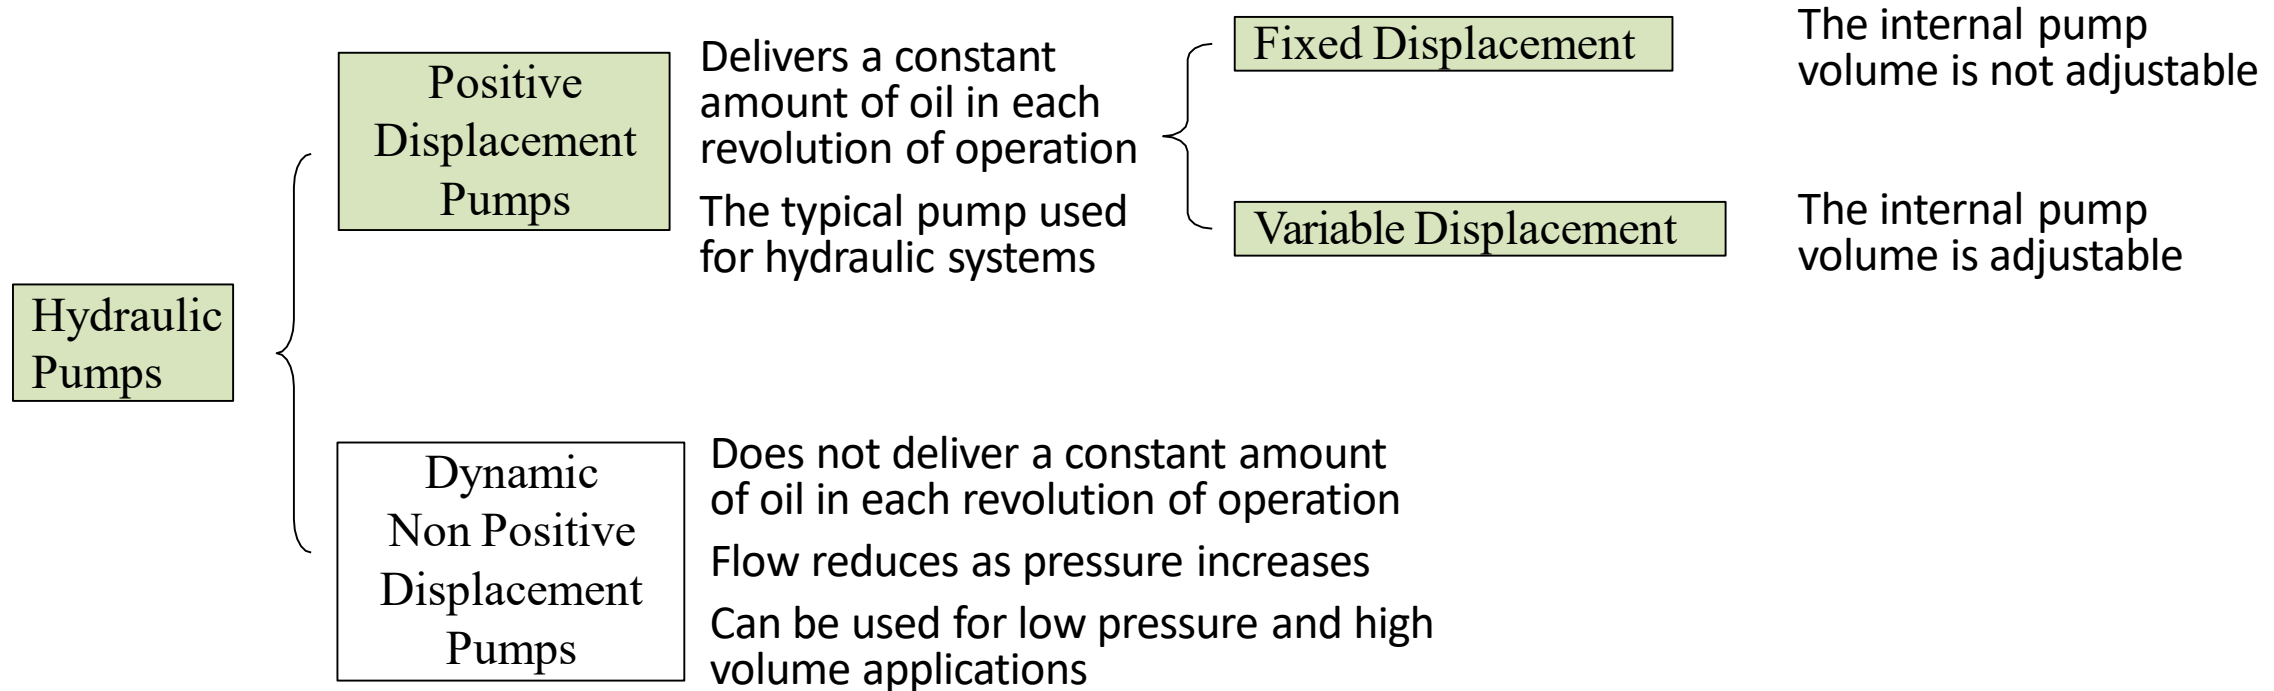 Hydraulic
Pumps
Positive
Displacement
Pumps
Delivers a constant
amount of oil in each
revolution of operation
The typical pump used
for hydraulic systems
Fixed Displacement
The internal pump
volume is not adjustable
Variable Displacement
The internal pump
volume is adjustable
Dynamic
Non Positive
Displacement
Pumps
Does not deliver a constant amount
of oil in each revolution of operation
Flow reduces as pressure increases
Can be used for low pressure and high
volume applications